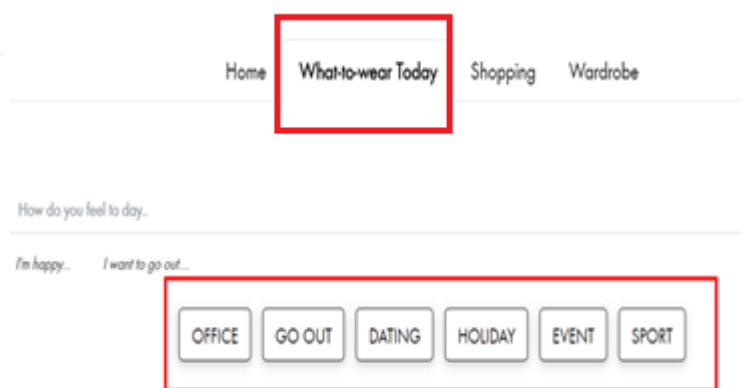 Home What-to-wear Today Shopping Wardrobe
How do you feel to day..
I'm happy... I want to go out....
OFFICE GO OUT DATING HOLIDAY EVENT SPORT